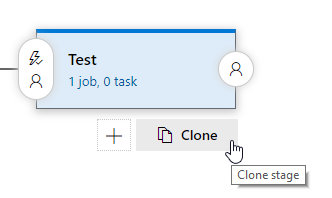 Test
1 job, 0 task
Clone
Clone stage